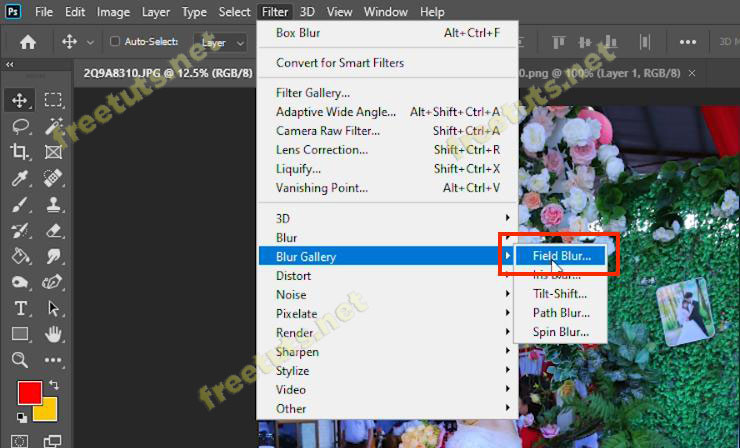 Ps File Edit Image Layer Type Select Filter 3D View Window Help
Auto-Select: Layer 3D M
2Q9A8310.JPG @ 12.5% (RGB/8) 0.png @ 100% (Layer 1, RGB/8) ×
Box Blur Alt+Ctrl+F
Convert for Smart Filters
Filter Gallery...
Adaptive Wide Angle... Alt+Shift+Ctrl+A
Camera Raw Filter... Shift+Ctrl+A
Lens Correction... Shift+Ctrl+R
Liquify... Shift+Ctrl+X
Vanishing Point... Alt+Ctrl+V
3D
Blur
Blur Gallery
Field Blur...
Iris Blur...
Tilt-Shift...
Path Blur...
Spin Blur...
Distort
Noise
Pixelate
Render
Sharpen
Stylize
Video
Other
freetuts.net
freetuts.net
freetuts.net